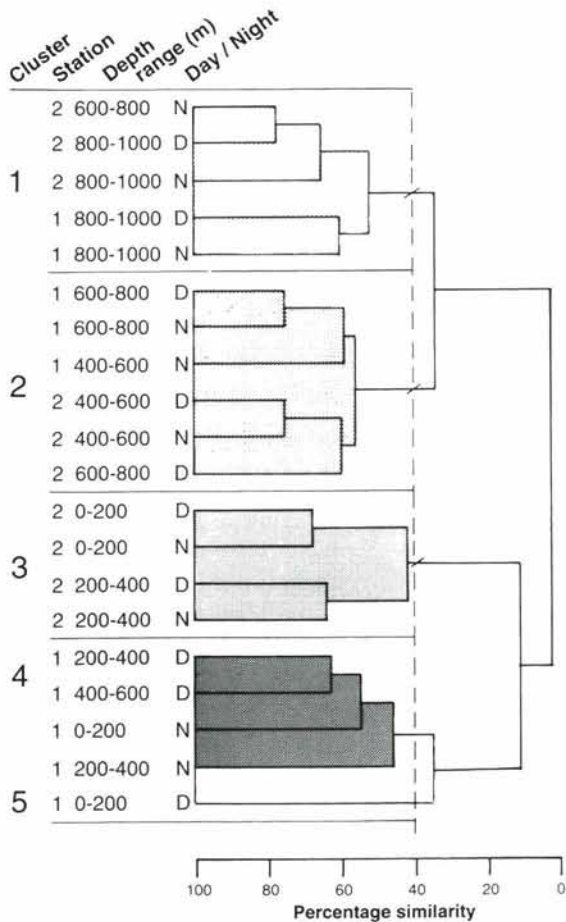 Cluster Station Depth range (m) Day / Night
2 600-800 N
2 800-1000 D
1
2 800-1000 N
1 800-1000 D
1 800-1000 N
1 600-800 D
1 600-800 N
1 400-600 N
2
2 400-600 D
2 400-600 N
2 600-800 D
2 0-200 D
2 0-200 N
3
2 200-400 D
2 200-400 N
4 1 200-400 D
1 400-600 D
1 0-200 N
1 200-400 N
5 1 0-200 D
100 80 60 40 20 0
Percentage similarity